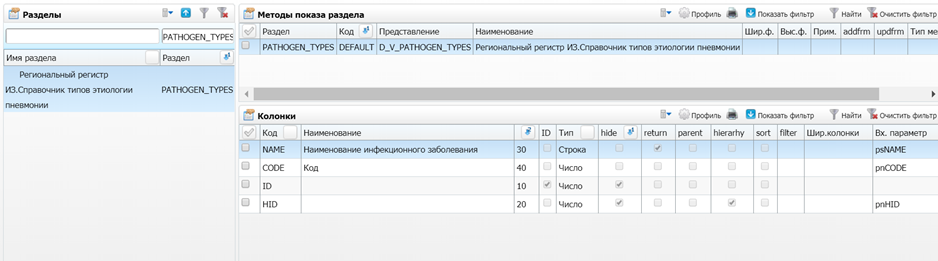 Разделы
PATHOGEN_TYPES
Имя раздела Раздел
Региональный регистр
ИЗ.Справочник типов этиологии PATHOGEN_TYPES
пневмонии
Методы показа раздела Профиль Показать фильтр Найти Очистить фильтр
Раздел Код Представление Наименование Шир.ф. Выс.ф. Прим. addfrm updfrm Тип ме
PATHOGEN_TYPES DEFAULT D_V_PATHOGEN_TYPES Региональный регистр ИЗ.Справочник типов этиологии пневмонии
Колонки Профиль Показать фильтр Найти Очистить фильтр
Код Наименование ID Тип hide return parent hierarhy sort filter Шир.колонки Вх. параметр
NAME Наименование инфекционного заболевания 30 Строка psNAME
CODE Код 40 Число pnCODE
ID 10 Число
HID 20 Число pnHID